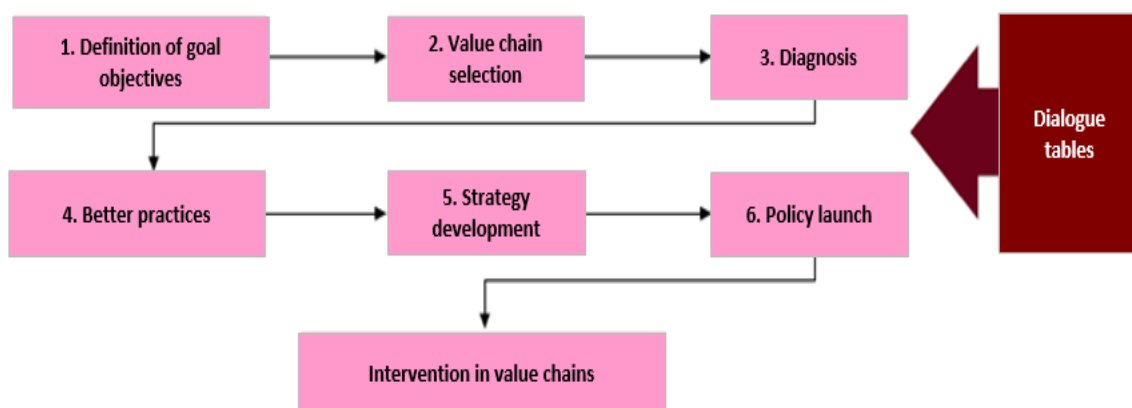 1. Definition of goal
objectives
2. Value chain
selection
3. Diagnosis
Dialogue
tables
4. Better practices
5. Strategy
development
6. Policy launch
Intervention in value chains